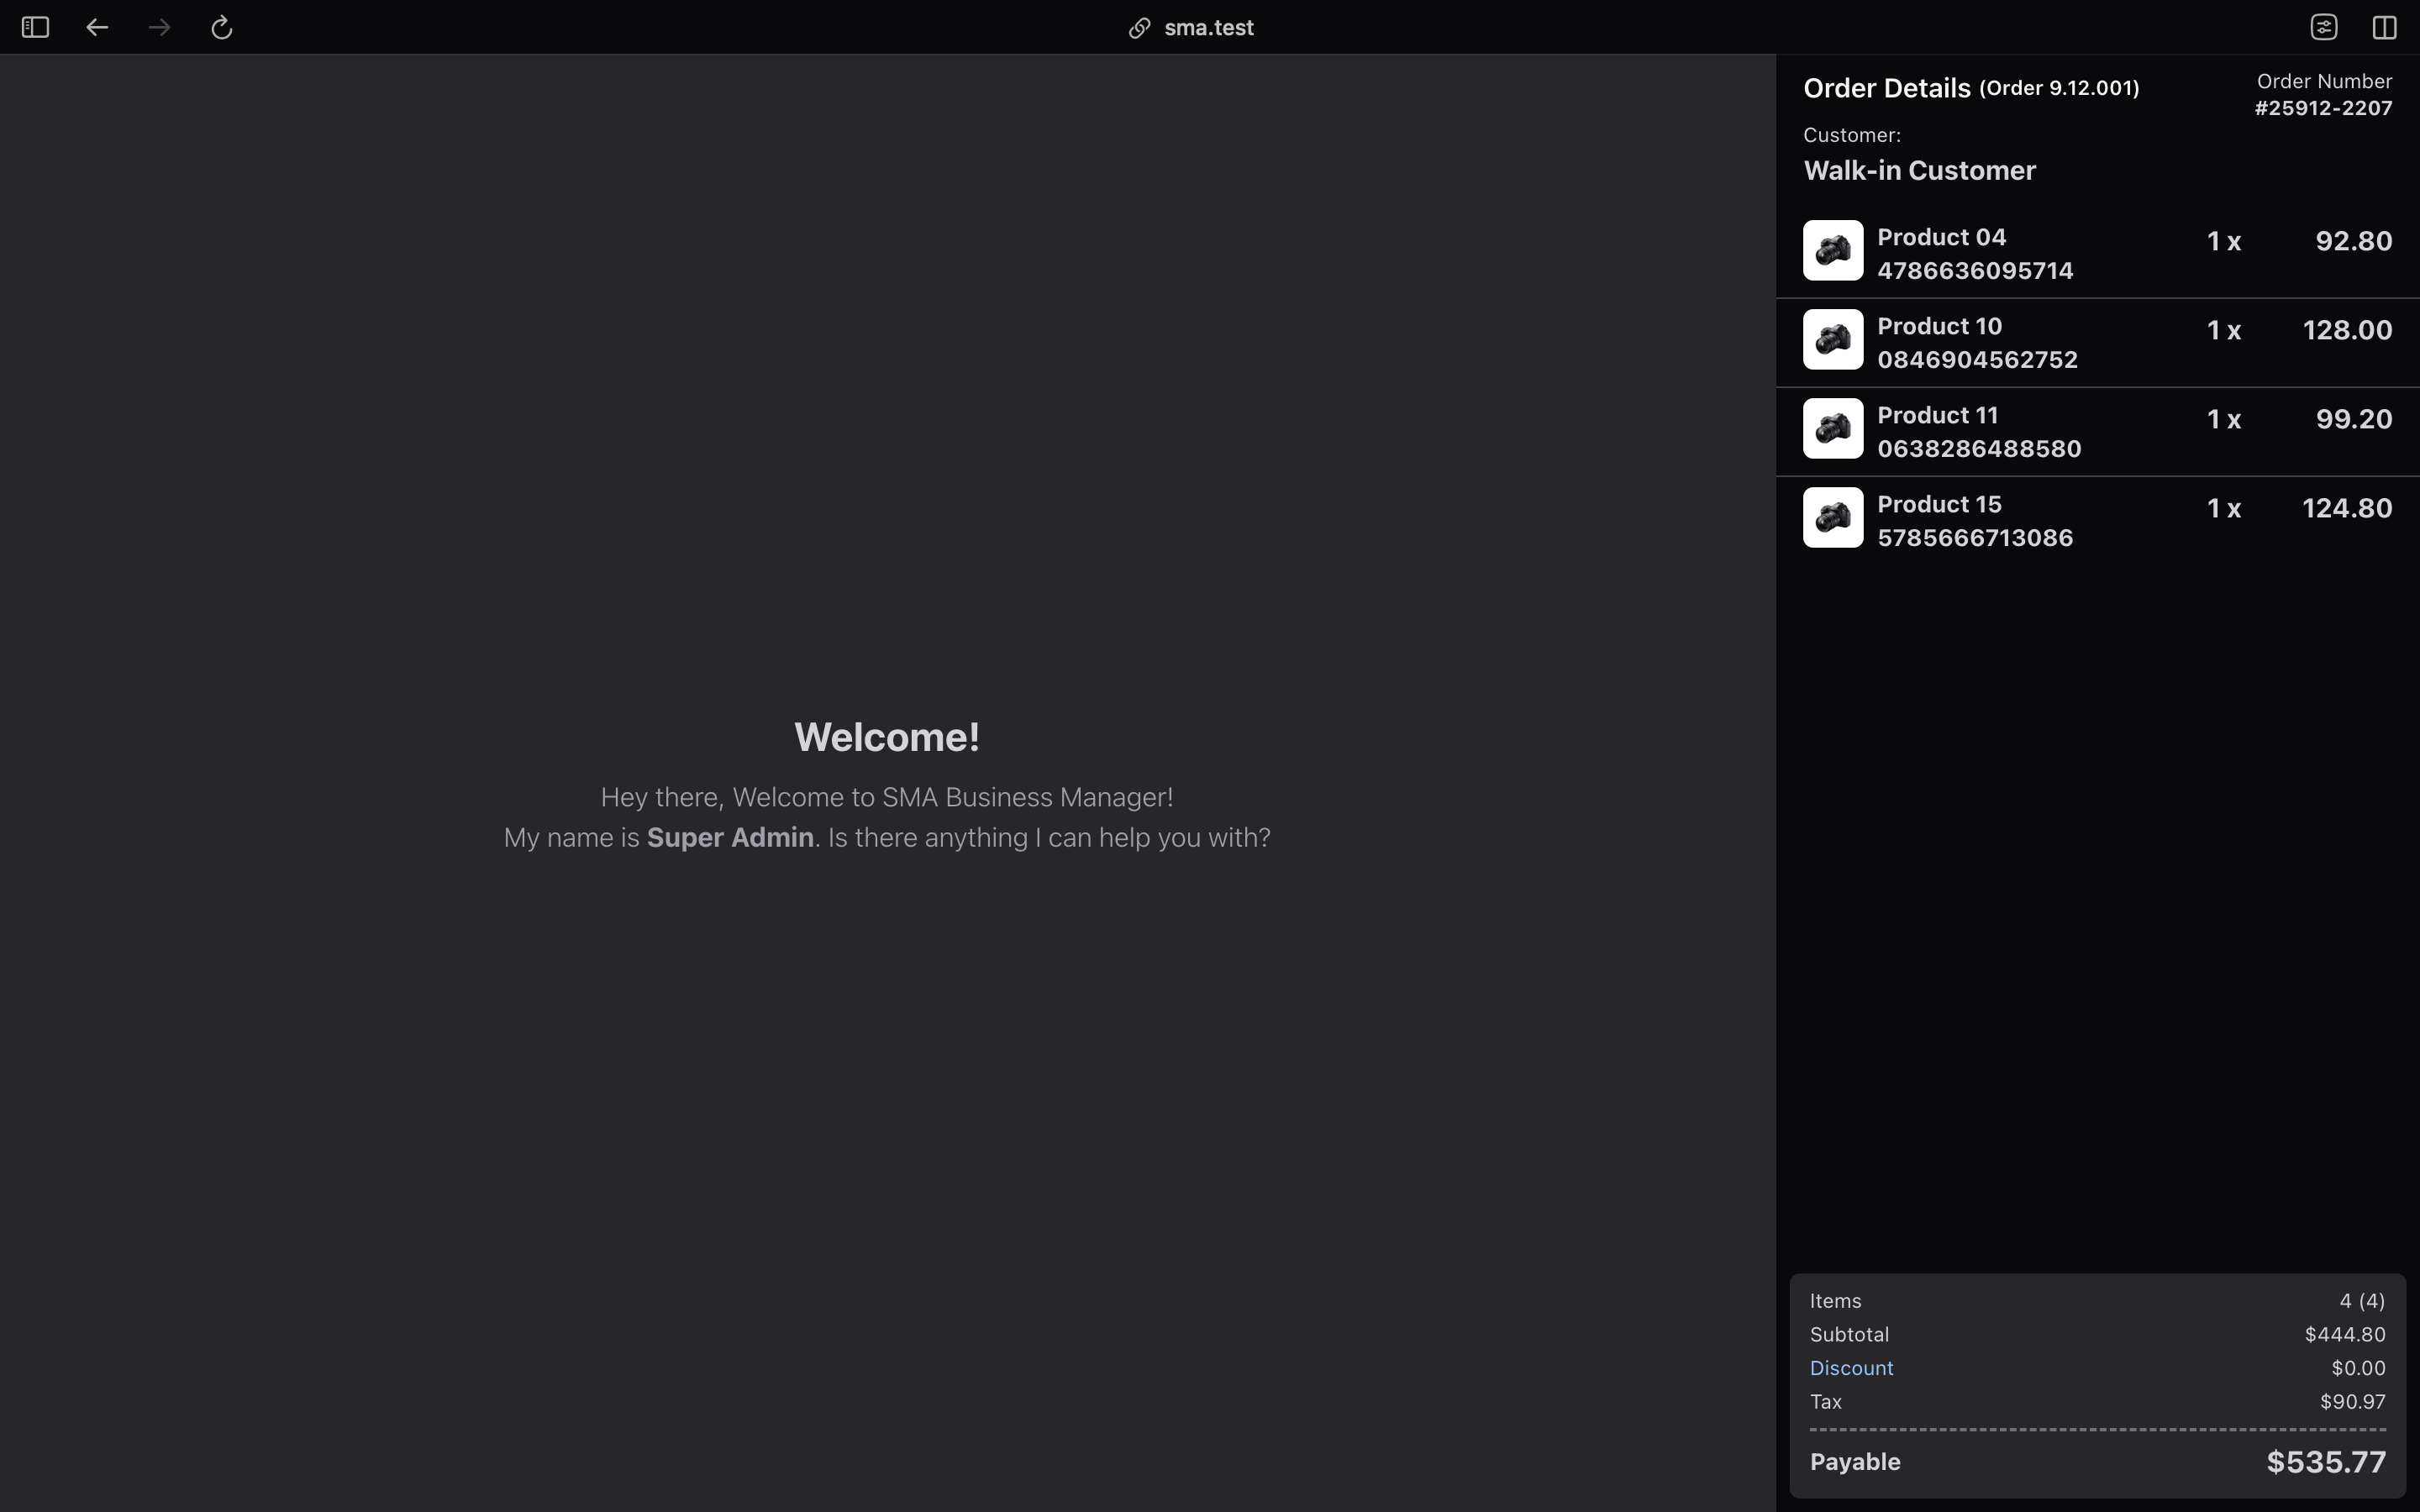 sma.test
Welcome!
Hey there, Welcome to SMA Business Manager!
My name is Super Admin. Is there anything I can help you with?
Order Details (Order 9.12.001)
Order Number
#25912-2207
Customer:
Walk-in Customer
Product 04 1 x 92.80
4786636095714
Product 10 1 x 128.00
0846904562752
Product 11 1 x 99.20
0638286488580
Product 15 1 x 124.80
5785666713086
Items 4 (4)
Subtotal $444.80
Discount $0.00
Tax $90.97
Payable $535.77